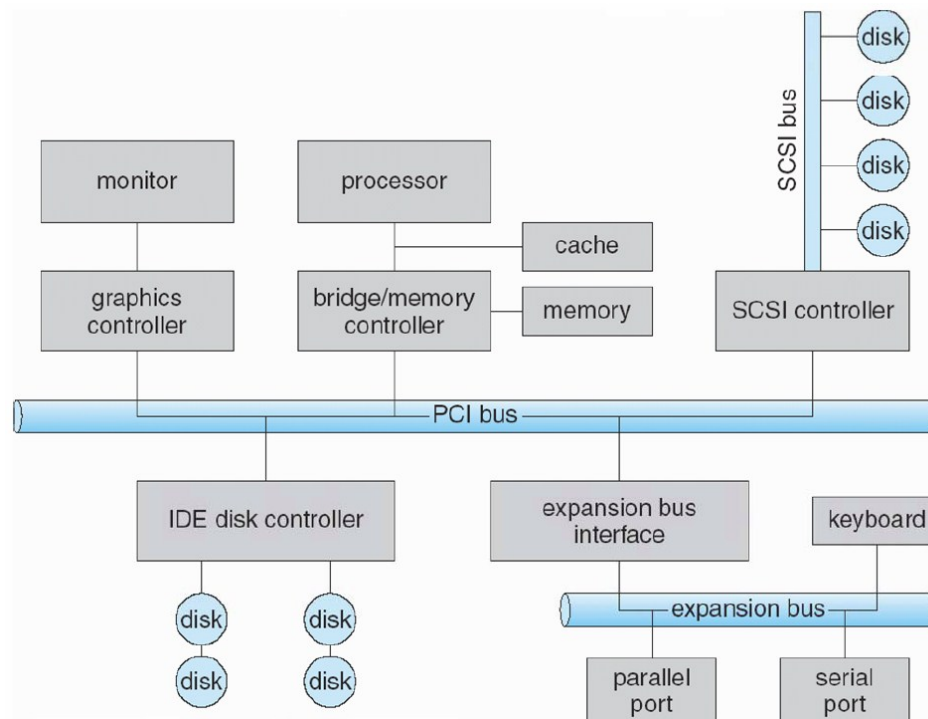 disk
disk
disk
disk
SCSI bus
monitor
processor
cache
graphics
controller
bridge/memory
controller
memory
SCSI controller
PCI bus
IDE disk controller
expansion bus
interface
keyboard
disk
disk
expansion bus
disk
disk
parallel
port
serial
port